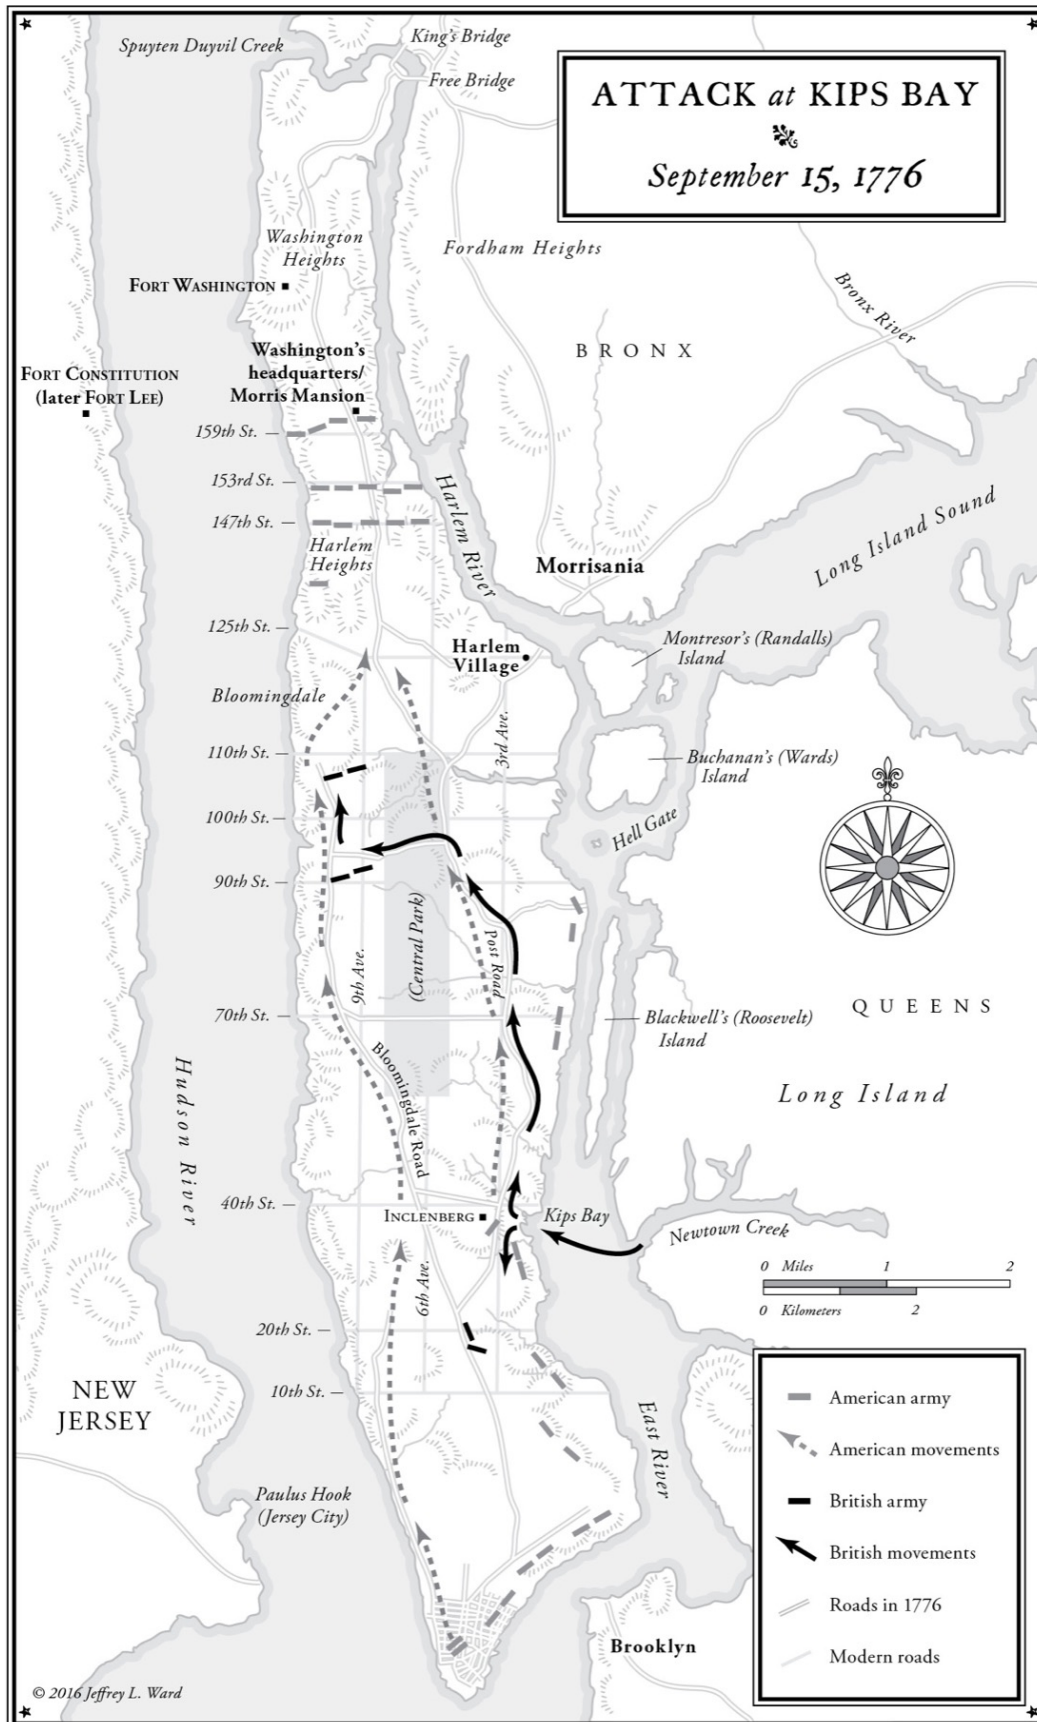 ATTACK at KIPS BAY
September 15, 1776
Spuyten Duyvil Creek
King's Bridge
Free Bridge
Washington
Heights
Fordham Heights
Fort Washington
Bronx River
BRONX
Washington's
headquarters/
Morris Mansion
Fort Constitution
(later Fort Lee)
159th St.
153rd St.
147th St.
Harlem River
Long Island Sound
Harlem
Heights
Morrisania
125th St.
Harlem
Village
Montresor's (Randalls)
Island
Bloomingdale
110th St.
3rd Ave.
Buchanan's (Wards)
Island
100th St.
Hell Gate
90th St.
(Central Park)
Post Road
9th Ave.
QUEENS
70th St.
Blackwell's (Roosevelt)
Island
Bloomingdale Road
Long Island
Hudson River
40th St.
Inclenberg
Kips Bay
Newtown Creek
6th Ave.
0 Miles 1 2
0 Kilometers 2
20th St.
10th St.
NEW
JERSEY
East River
Paulus Hook
(Jersey City)
Brooklyn
American army
American movements
British army
British movements
Roads in 1776
Modern roads
© 2016 Jeffrey L. Ward